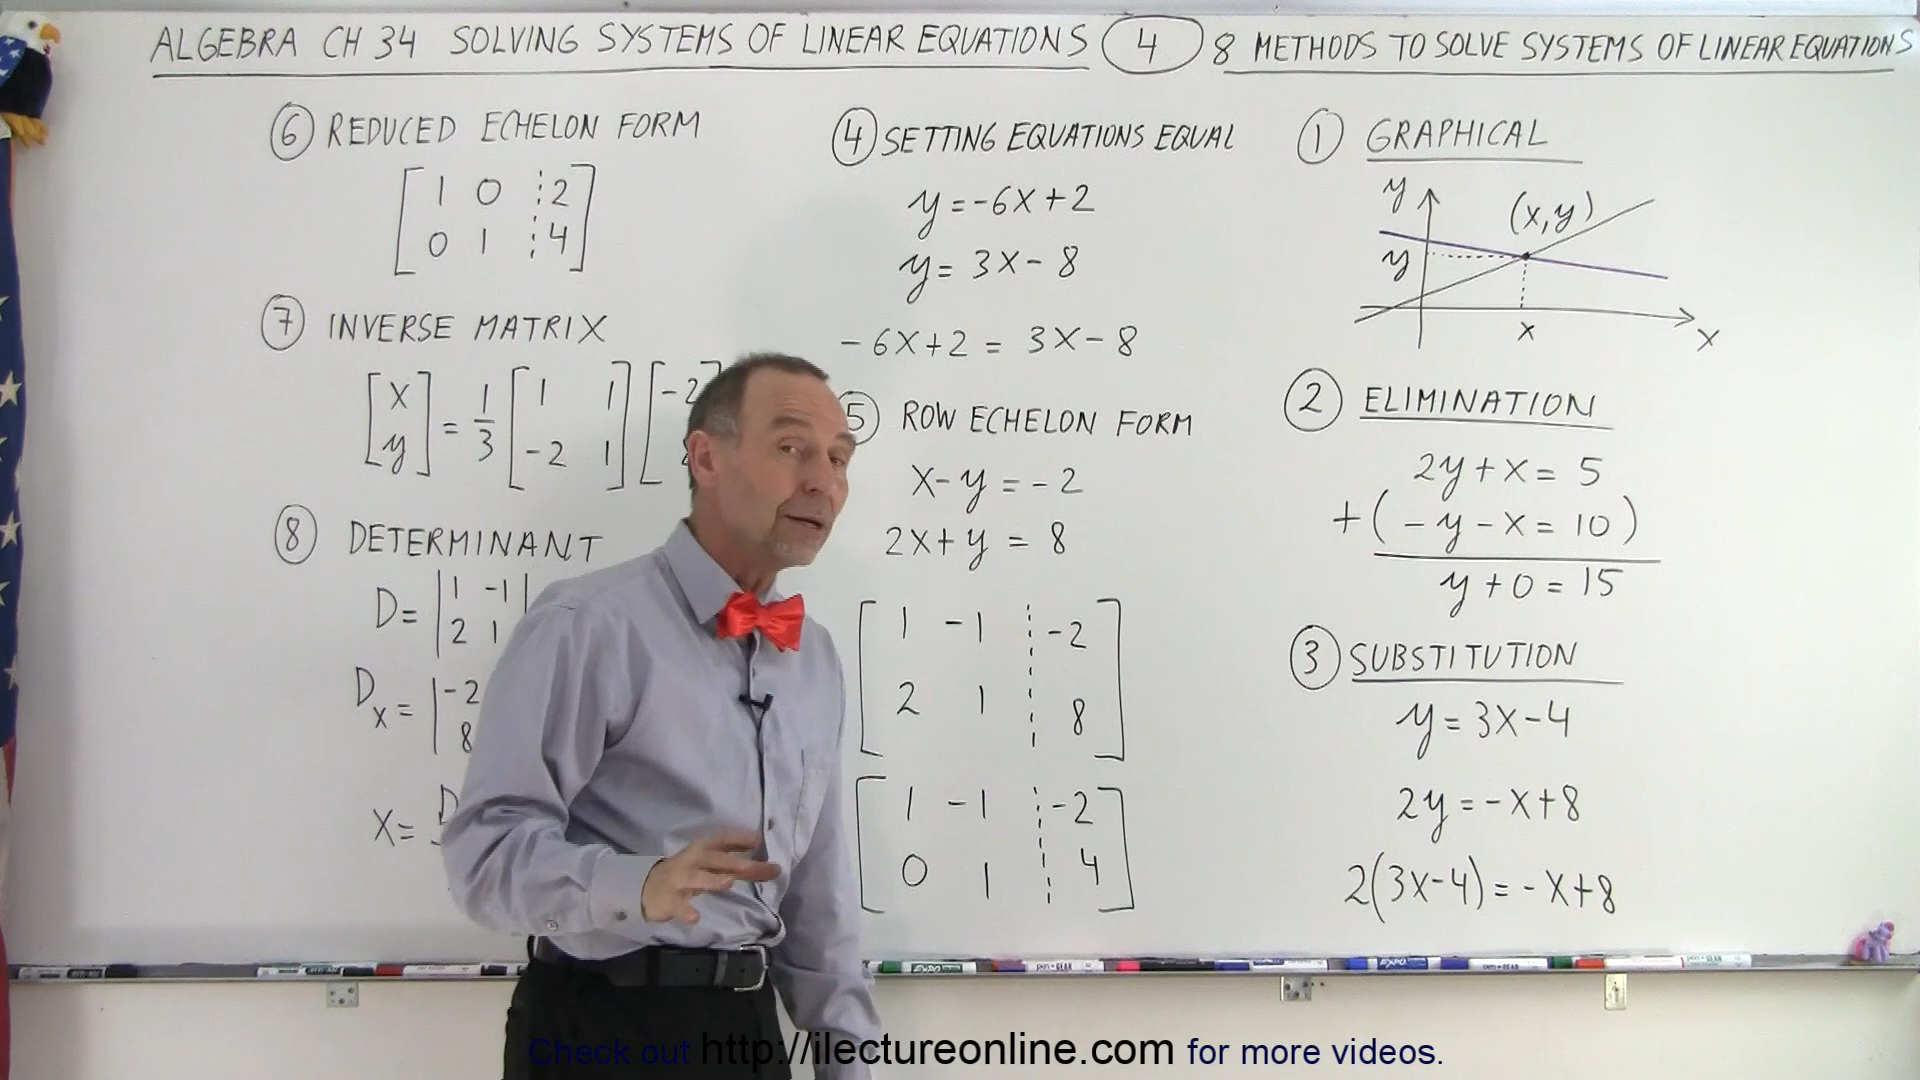 ALGEBRA CH 34 SOLVING SYSTEMS OF LINEAR EQUATIONS 4 8 METHODS TO SOLVE SYSTEMS OF LINEAR EQUATIONS
1 GRAPHICAL
y
(x,y)
y
x
x
2 ELIMINATION
2y+x = 5
+(-y-x = 10)
y+0 = 15
3 SUBSTITUTION
y=3x-4
2y=-x+8
2(3x-4)=-x+8
4 SETTING EQUATIONS EQUAL
y=-6x+2
y=3x-8
-6x+2=3x-8
5 ROW ECHELON FORM
x-y=-2
2x+y=8
1 -1 -2
2 1 8
1 -1 -2
0 1 4
6 REDUCED ECHELON FORM
1 0 2
0 1 4
7 INVERSE MATRIX
[x y] = 1/3 [1 1 -2 1] [-2
8 DETERMINANT
D= |1 -1|
2 1
Dx= |-2
8
x=
Check out http://ilectureonline.com for more videos.